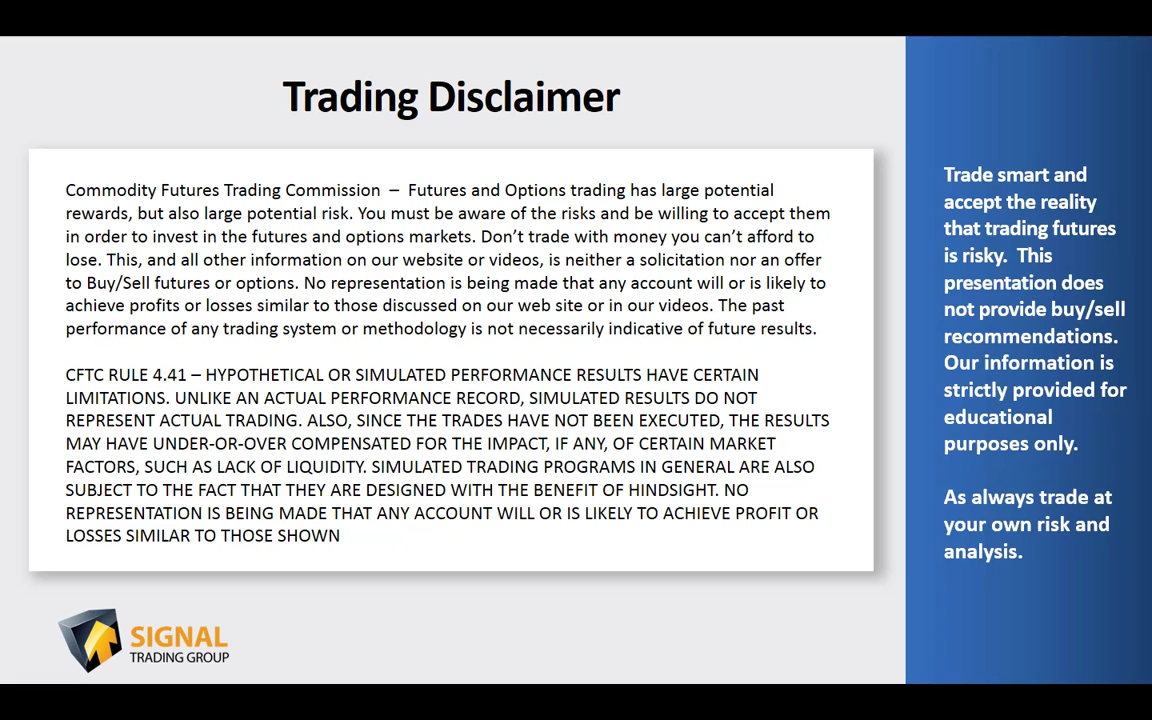 Trading Disclaimer
Commodity Futures Trading Commission – Futures and Options trading has large potential
rewards, but also large potential risk. You must be aware of the risks and be willing to accept them
in order to invest in the futures and options markets. Don’t trade with money you can’t afford to
lose. This, and all other information on our website or videos, is neither a solicitation nor an offer
to Buy/Sell futures or options. No representation is being made that any account will or is likely to
achieve profits or losses similar to those discussed on our web site or in our videos. The past
performance of any trading system or methodology is not necessarily indicative of future results.
CFTC RULE 4.41 – HYPOTHETICAL OR SIMULATED PERFORMANCE RESULTS HAVE CERTAIN
LIMITATIONS. UNLIKE AN ACTUAL PERFORMANCE RECORD, SIMULATED RESULTS DO NOT
REPRESENT ACTUAL TRADING. ALSO, SINCE THE TRADES HAVE NOT BEEN EXECUTED, THE RESULTS
MAY HAVE UNDER-OR-OVER COMPENSATED FOR THE IMPACT, IF ANY, OF CERTAIN MARKET
FACTORS, SUCH AS LACK OF LIQUIDITY. SIMULATED TRADING PROGRAMS IN GENERAL ARE ALSO
SUBJECT TO THE FACT THAT THEY ARE DESIGNED WITH THE BENEFIT OF HINDSIGHT. NO
REPRESENTATION IS BEING MADE THAT ANY ACCOUNT WILL OR IS LIKELY TO ACHIEVE PROFIT OR
LOSSES SIMILAR TO THOSE SHOWN
SIGNAL
TRADING GROUP
Trade smart and
accept the reality
that trading futures
is risky. This
presentation does
not provide buy/sell
recommendations.
Our information is
strictly provided for
educational
purposes only.
As always trade at
your own risk and
analysis.